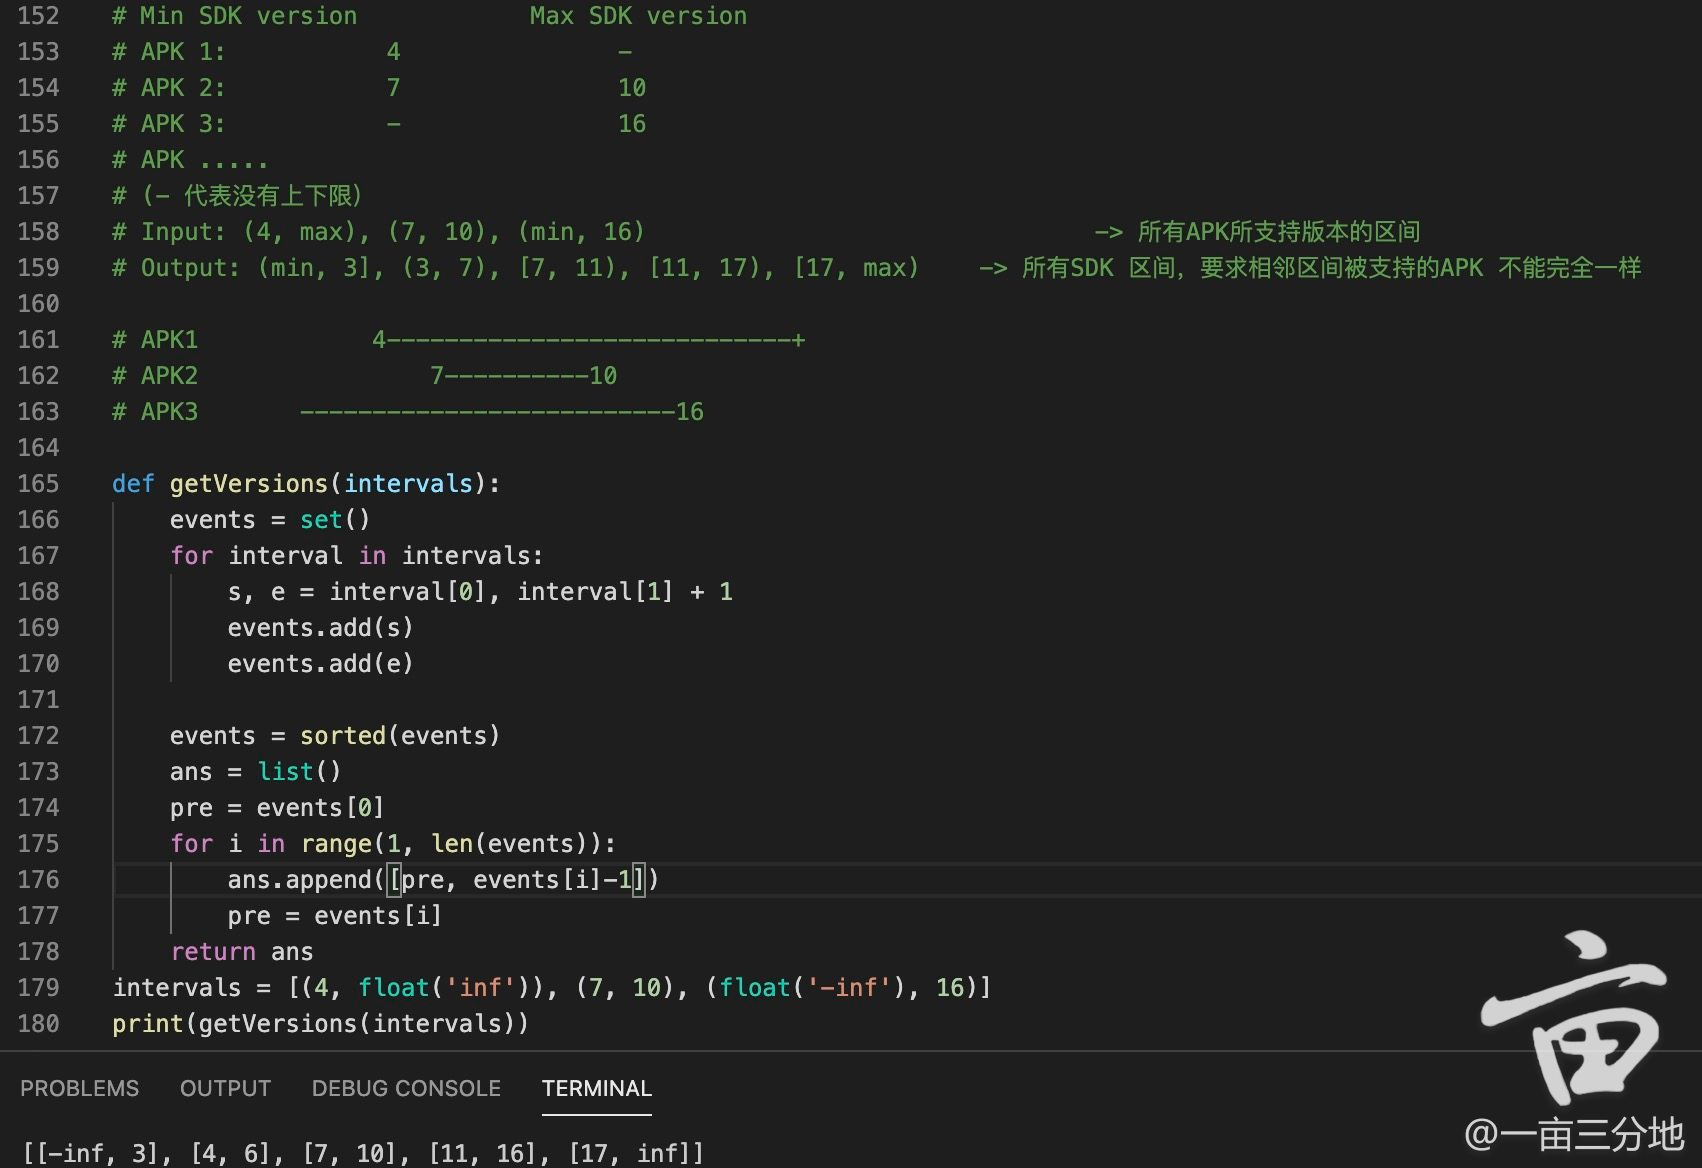 152 # Min SDK version Max SDK version
153 # APK 1: 4 -
154 # APK 2: 7 10
155 # APK 3: - 16
156 # APK .....
157 # (- 代表没有上下限)
158 # Input: (4, max), (7, 10), (min, 16) -> 所有APK所支持版本的区间
159 # Output: (min, 3], (3, 7), [7, 11), [11, 17), [17, max) -> 所有SDK 区间, 要求相邻区间被支持的APK 不能完全一样
160
161 # APK1 4----------------------------+
162 # APK2 7----------10
163 # APK3 --------------------------16
164
165 def getVersions(intervals):
166 events = set()
167 for interval in intervals:
168 s, e = interval[0], interval[1] + 1
169 events.add(s)
170 events.add(e)
171
172 events = sorted(events)
173 ans = list()
174 pre = events[0]
175 for i in range(1, len(events)):
176 ans.append([pre, events[i]-1])
177 pre = events[i]
178 return ans
179 intervals = [(4, float('inf')), (7, 10), (float('-inf'), 16)]
180 print(getVersions(intervals))
PROBLEMS OUTPUT DEBUG CONSOLE TERMINAL
[[-inf, 3], [4, 6], [7, 10], [11, 16], [17, inf]]
亩
@一亩三分地